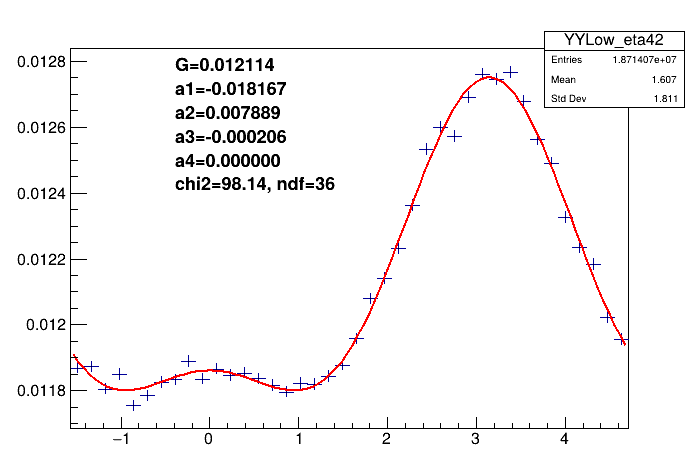 YYLow_eta42
Entries 1.871407e+07
Mean 1.607
Std Dev 1.811
G=0.012114
a1=-0.018167
a2=0.007889
a3=-0.000206
a4=0.000000
chi2=98.14, ndf=36
0.0128
0.0126
0.0124
0.0122
0.012
0.0118
−1 0 1 2 3 4